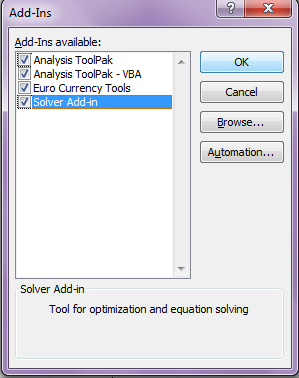 Add-Ins
Add-Ins available:
Analysis ToolPak
Analysis ToolPak - VBA
Euro Currency Tools
Solver Add-in
OK
Cancel
Browse...
Automation...
Solver Add-in
Tool for optimization and equation solving